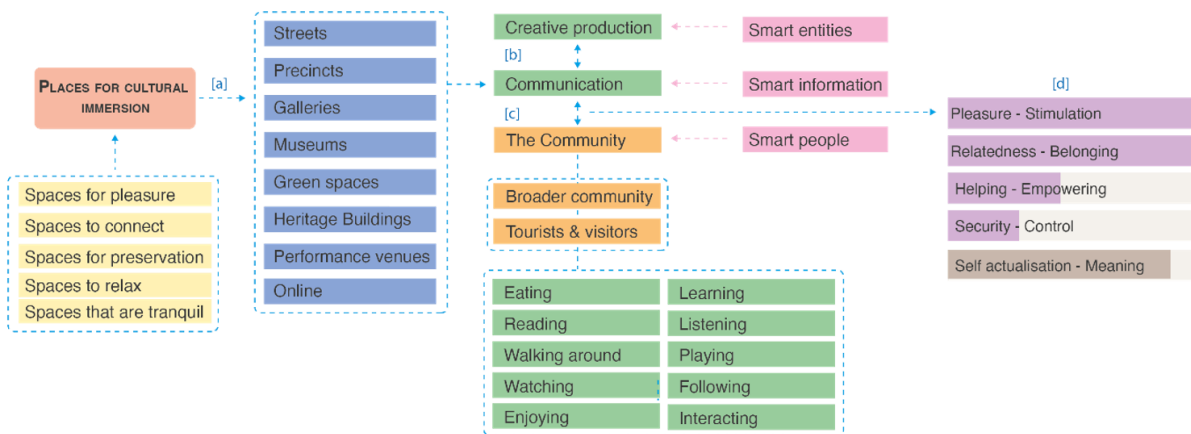 PLACES FOR CULTURAL
IMMERSION
Spaces for pleasure
Spaces to connect
Spaces for preservation
Spaces to relax
Spaces that are tranquil
[a]
Streets
Precincts
Galleries
Museums
Green spaces
Heritage Buildings
Performance venues
Online
Creative production
[b]
Communication
[c]
The Community
Broader community
Tourists & visitors
Eating
Reading
Walking around
Watching
Enjoying
Learning
Listening
Playing
Following
Interacting
Smart entities
Smart information
Smart people
[d]
Pleasure - Stimulation
Relatedness - Belonging
Helping - Empowering
Security - Control
Self actualisation - Meaning